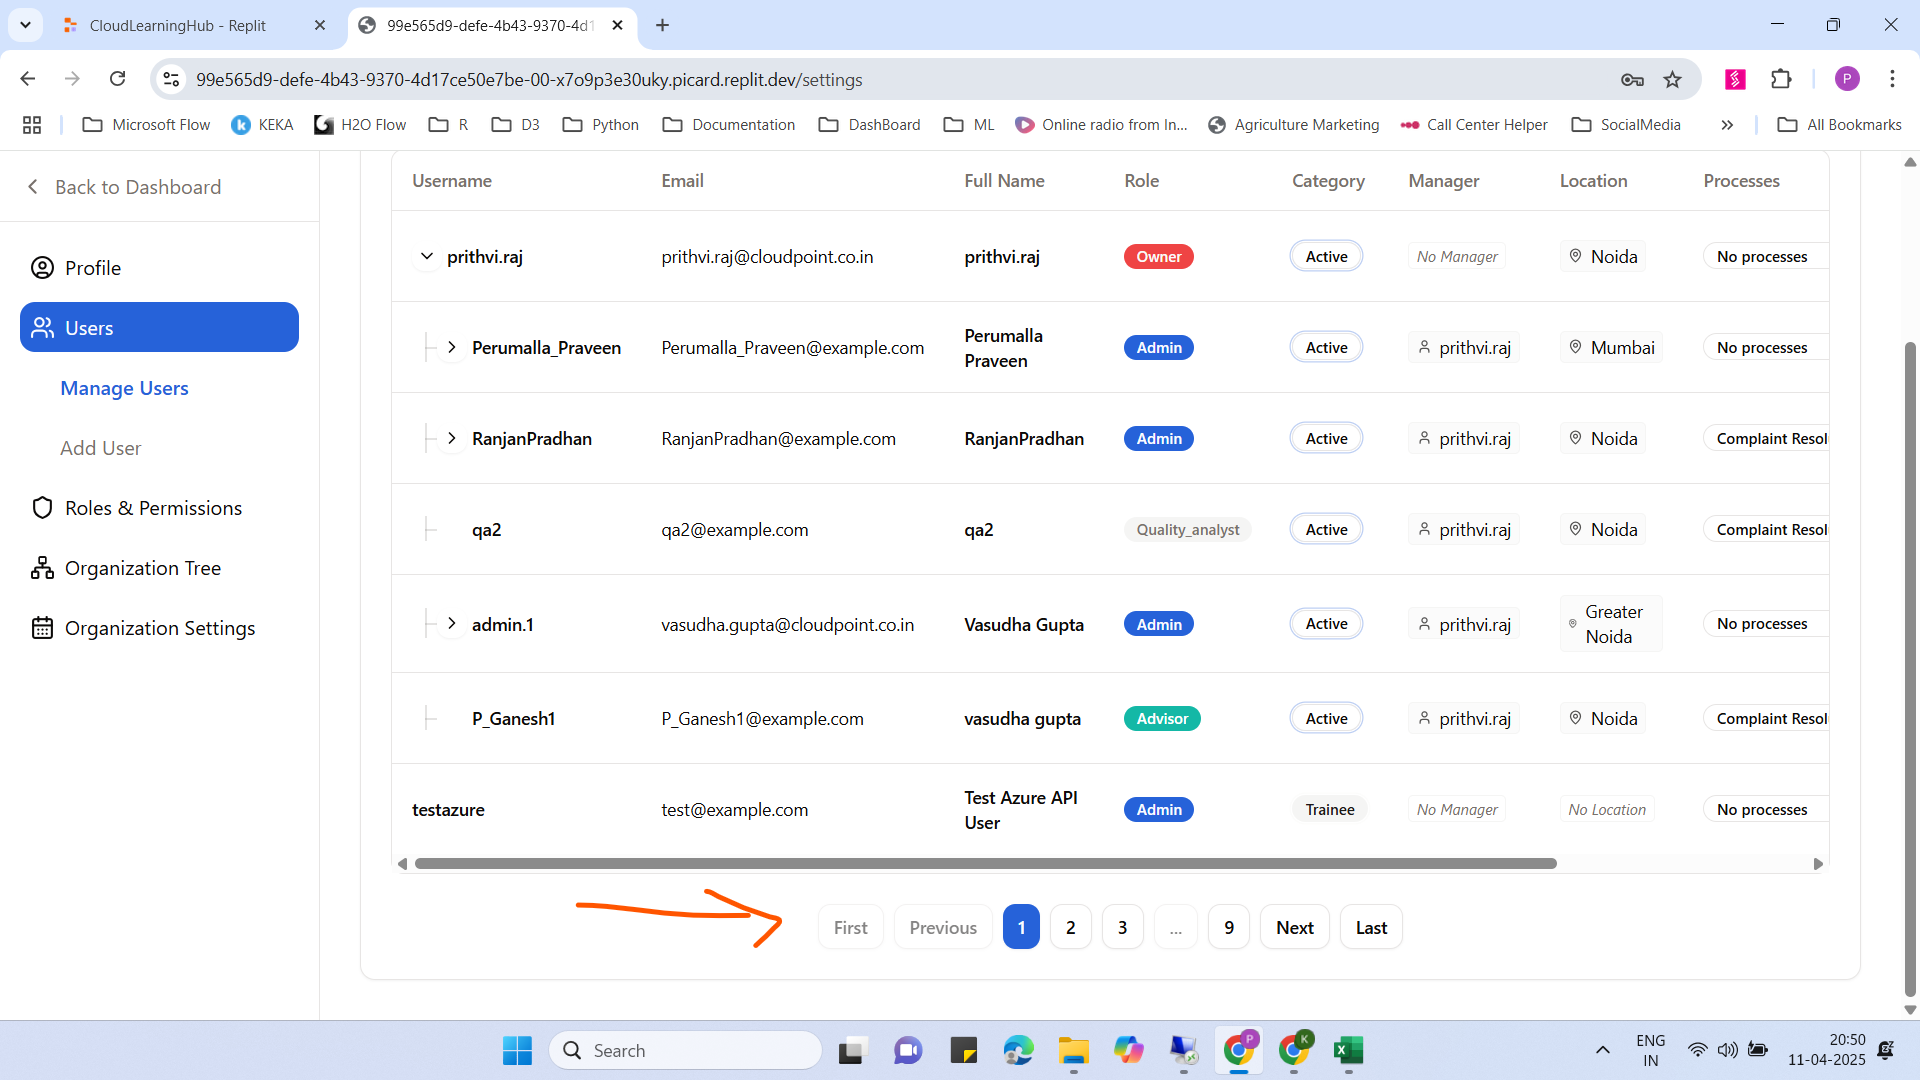 CloudLearningHub - Replit
99e565d9-defe-4b43-9370-4d1
99e565d9-defe-4b43-9370-4d17ce50e7be-00-x7o9p3e30uky.picard.replit.dev/settings
P
Microsoft Flow
KEKA
H2O Flow
R
D3
Python
Documentation
DashBoard
ML
Online radio from In...
Agriculture Marketing
Call Center Helper
SocialMedia
All Bookmarks
Back to Dashboard
Profile
Users
Manage Users
Add User
Roles & Permissions
Organization Tree
Organization Settings
Username Email Full Name Role Category Manager Location Processes
prithvi.raj prithvi.raj@cloudpoint.co.in prithvi.raj Owner Active No Manager Noida No processes
Perumalla_Praveen Perumalla_Praveen@example.com Perumalla Praveen Admin Active prithvi.raj Mumbai No processes
RanjanPradhan RanjanPradhan@example.com RanjanPradhan Admin Active prithvi.raj Noida Complaint Resol
qa2 qa2@example.com qa2 Quality_analyst Active prithvi.raj Noida Complaint Resol
admin.1 vasudha.gupta@cloudpoint.co.in Vasudha Gupta Admin Active prithvi.raj Greater Noida No processes
P_Ganesh1 P_Ganesh1@example.com vasudha gupta Advisor Active prithvi.raj Noida Complaint Resol
testazure test@example.com Test Azure API User Admin Trainee No Manager No Location No processes
First Previous 1 2 3 ... 9 Next Last
Search
P
K
ENG
IN
20:50
11-04-2025